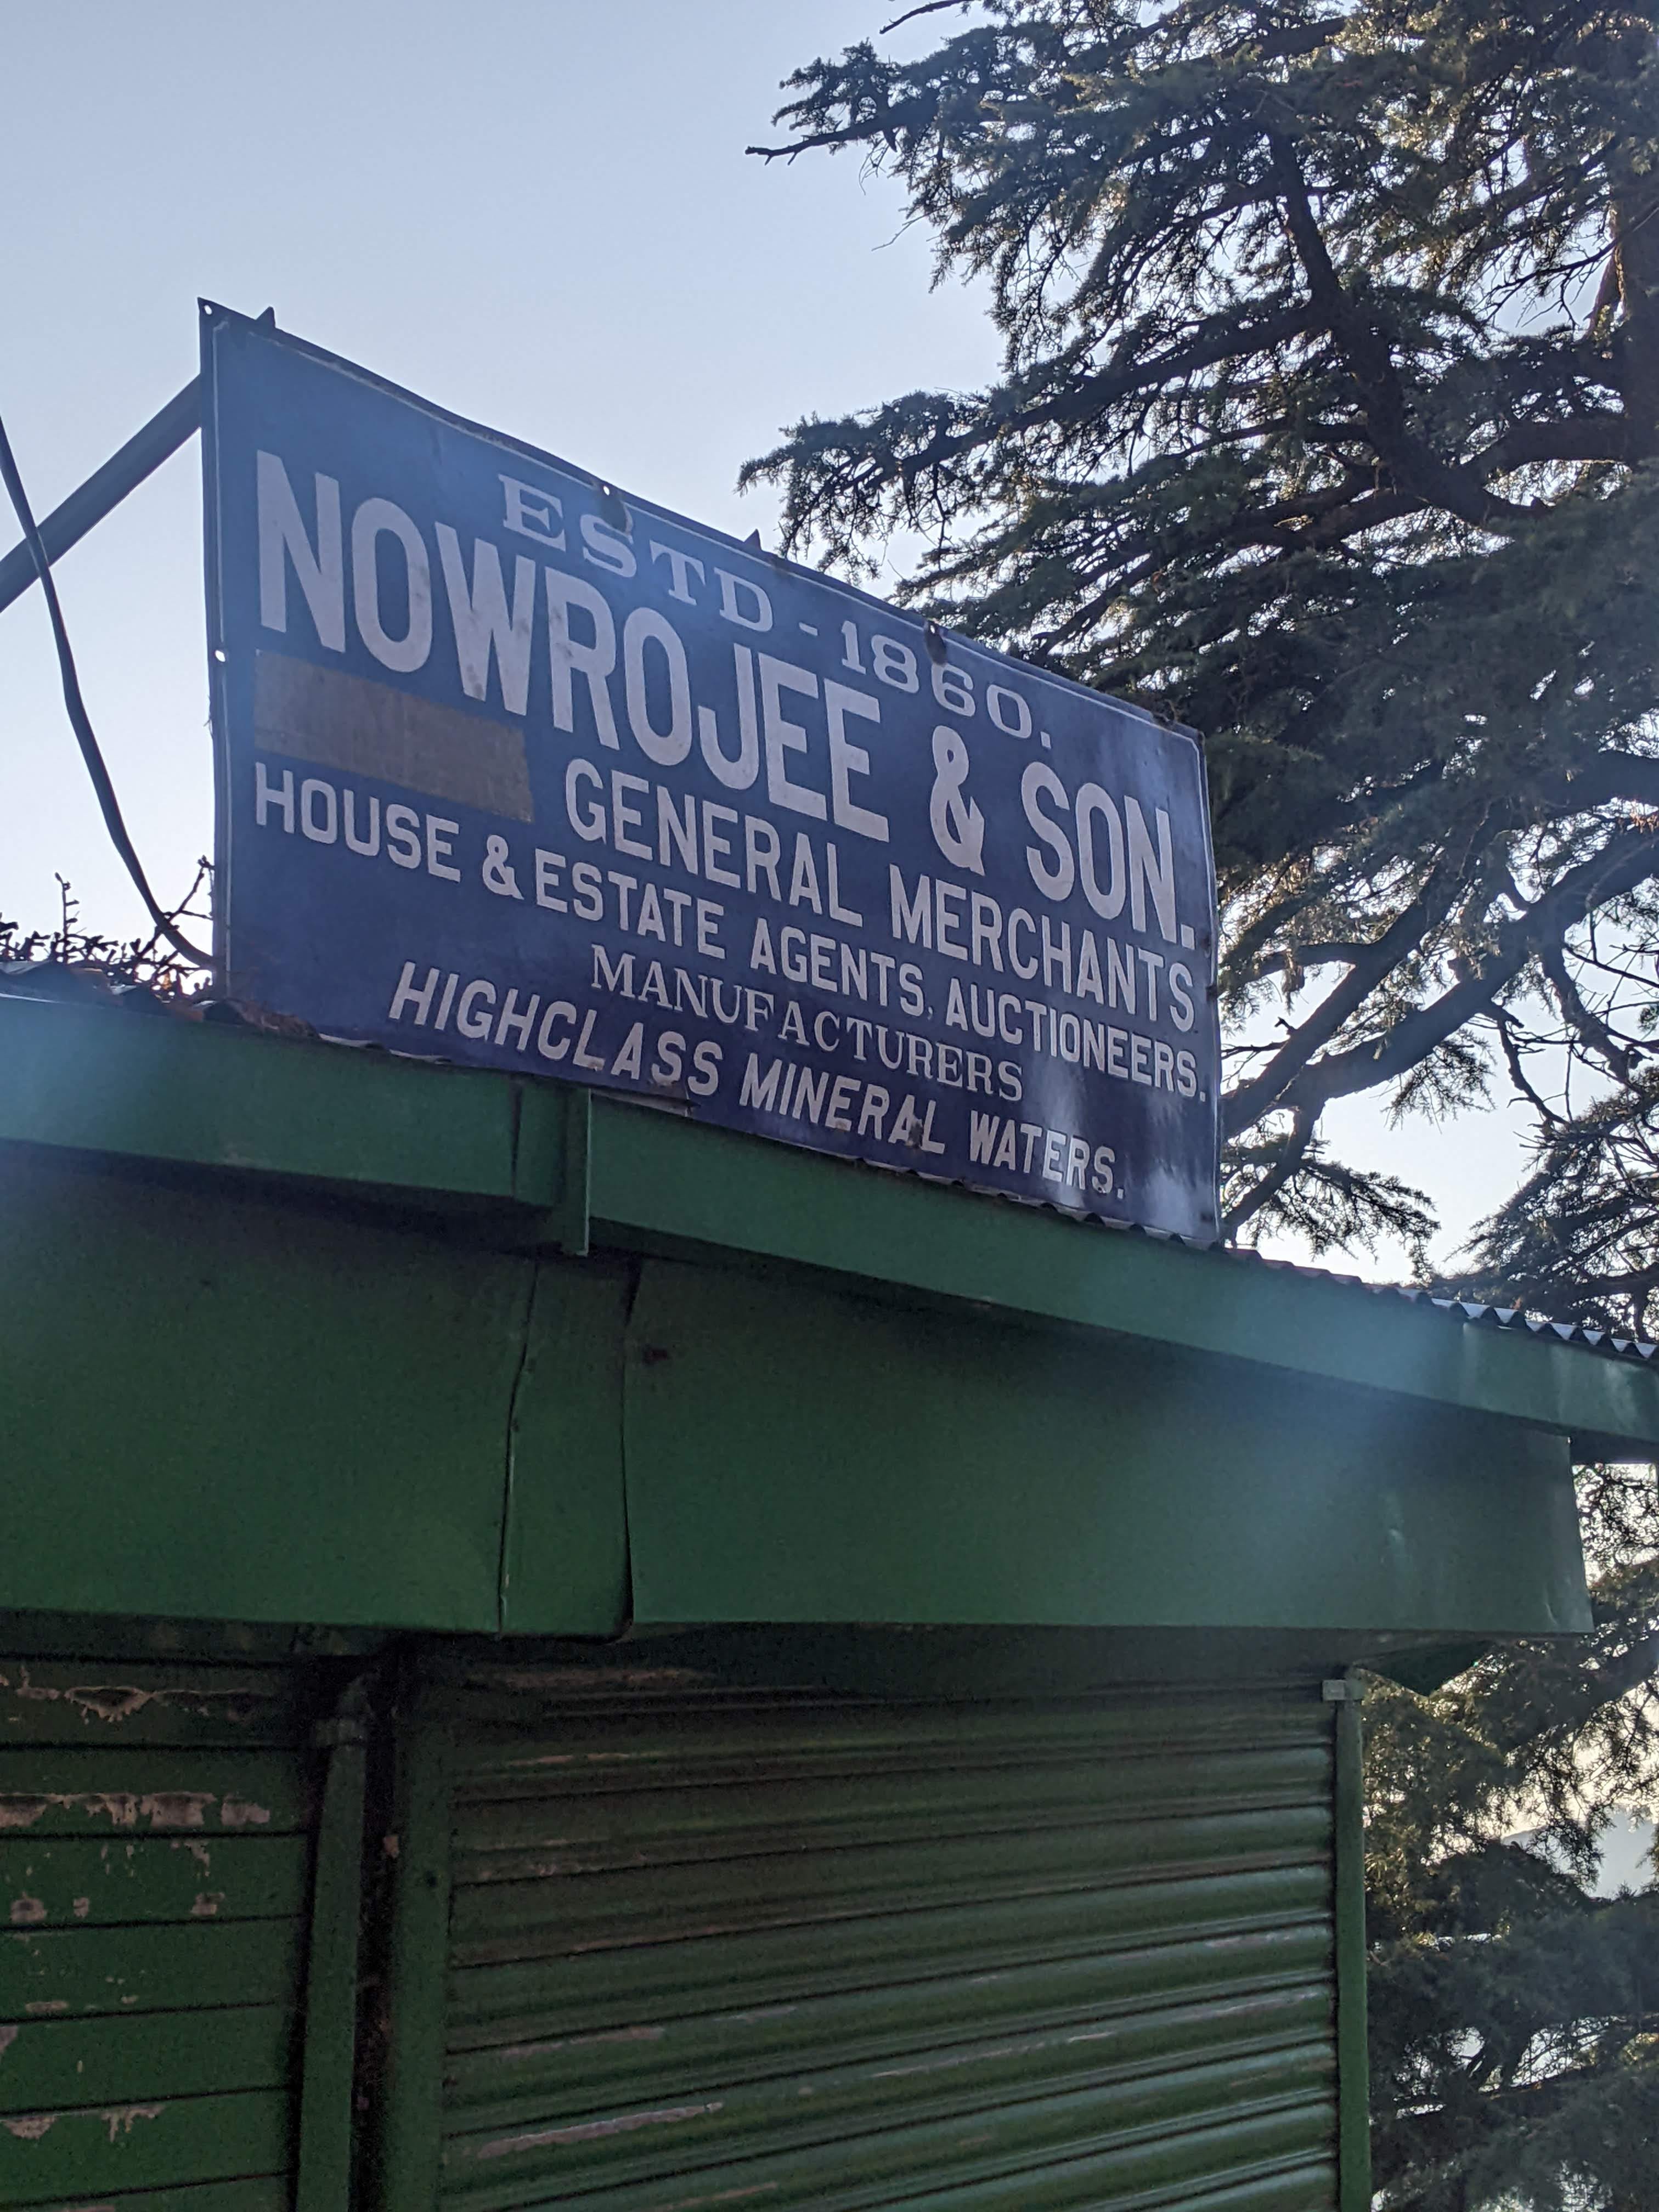 ESTD - 1860.
NOWROJEE & SON.
GENERAL MERCHANTS
HOUSE & ESTATE AGENTS, AUCTIONEERS.
MANUFACTURERS
HIGHCLASS MINERAL WATERS.